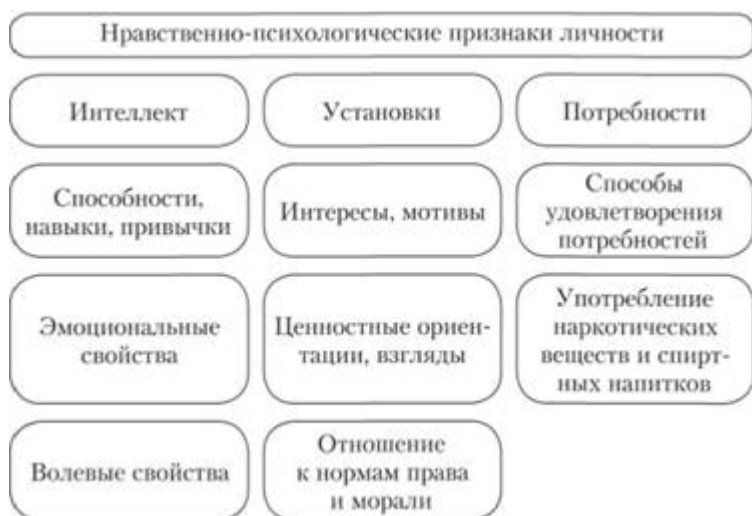 Нравственно-психологические признаки личности
Интеллект
Установки
Потребности
Способности,
навыки, привычки
Интересы, мотивы
Способы
удовлетворения
потребностей
Эмоциональные
свойства
Ценностные ориен-
тации, взгляды
Употребление
наркотических
веществ и спирт-
ных напитков
Волевые свойства
Отношение
к нормам права
и морали